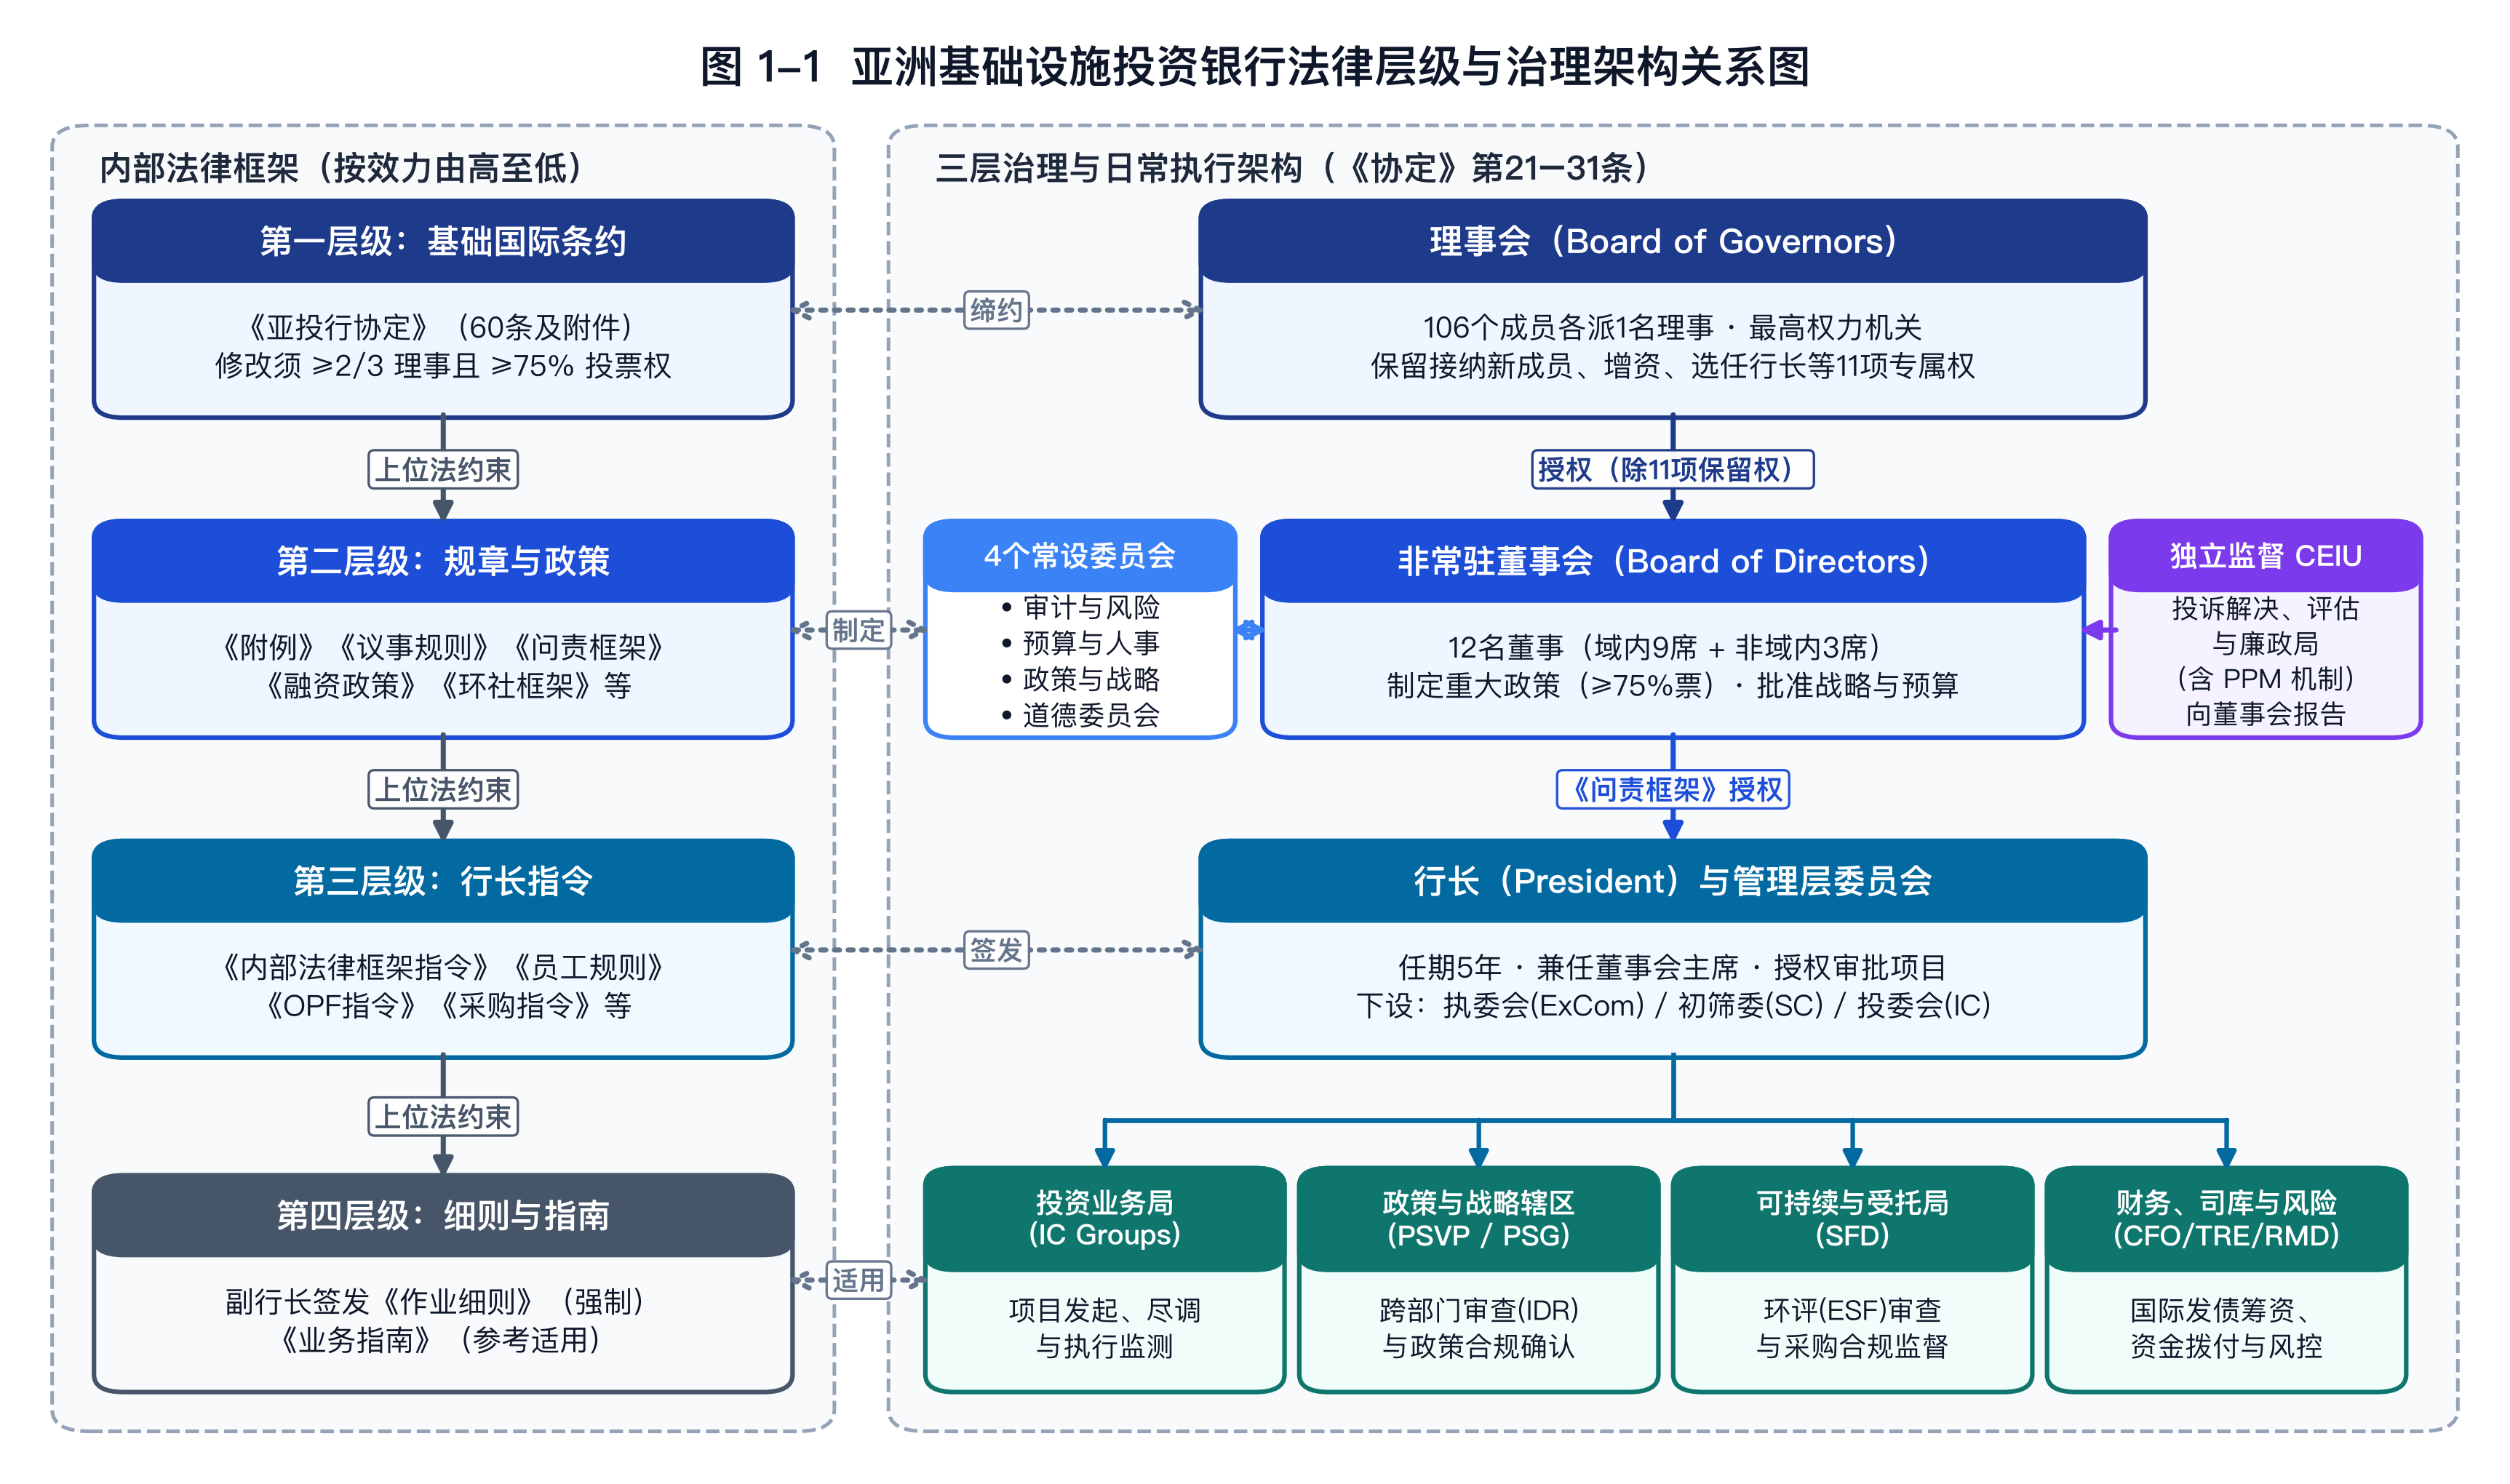 图 1–1 亚洲基础设施投资银行法律层级与治理架构关系图
内部法律框架（按效力由高至低）
第一层级：基础国际条约
《亚投行协定》（60条及附件）
修改须 ≥2/3 理事且 ≥75% 投票权
上位法约束
第二层级：规章与政策
《附例》《议事规则》《问责框架》
《融资政策》《环社框架》等
上位法约束
第三层级：行长指令
《内部法律框架指令》《员工规则》
《OPF指令》《采购指令》等
上位法约束
第四层级：细则与指南
副行长签发《作业细则》（强制）
《业务指南》（参考适用）
缔约
制定
签发
适用
三层治理与日常执行架构（《协定》第21—31条）
理事会（Board of Governors）
106个成员各派1名理事 · 最高权力机关
保留接纳新成员、增资、选任行长等11项专属权
授权（除11项保留权）
4个常设委员会
• 审计与风险
• 预算与人事
• 政策与战略
• 道德委员会
非常驻董事会（Board of Directors）
12名董事（域内9席 + 非域内3席）
制定重大政策（≥75%票）· 批准战略与预算
独立监督 CEIU
投诉解决、评估
与廉政局
(含 PPM 机制)
向董事会报告
《问责框架》授权
行长（President）与管理层委员会
任期5年 · 兼任董事会主席 · 授权审批项目
下设：执委会(ExCom) / 初筛委(SC) / 投委会(IC)
投资业务局
(IC Groups)
项目发起、尽调
与执行监测
政策与战略辖区
(PSVP / PSG)
跨部门审查(IDR)
与政策合规确认
可持续与受托局
(SFD)
环评(ESF)审查
与采购合规监督
财务、司库与风险
(CFO/TRE/RMD)
国际发债筹资、
资金拨付与风控